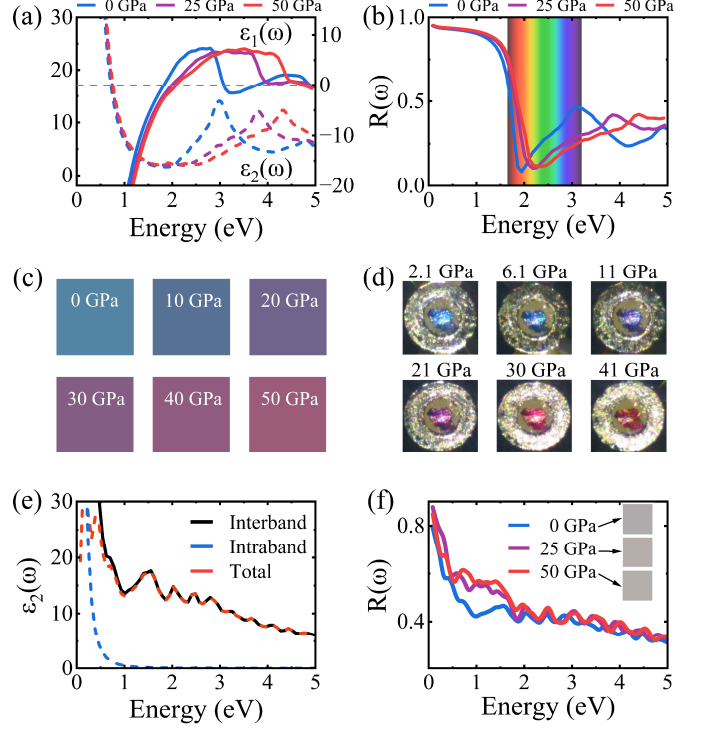 (a) 0 GPa 25 GPa 50 GPa
30 25 20 15 10 5 0
ε₁(ω)
ε₂(ω)
10 0 −10 −20
0 1 2 3 4 5
Energy (eV)
(b) 0 GPa 25 GPa 50 GPa
R(ω)
1.0 0.5 0.0
0 1 2 3 4 5
Energy (eV)
(c)
0 GPa 10 GPa 20 GPa
30 GPa 40 GPa 50 GPa
(d)
2.1 GPa 6.1 GPa 11 GPa
21 GPa 30 GPa 41 GPa
(e)
ε₂(ω)
30 20 10 0
Interband
Intraband
Total
0 1 2 3 4 5
Energy (eV)
(f)
R(ω)
0.8 0.4
0 GPa
25 GPa
50 GPa
0 1 2 3 4 5
Energy (eV)